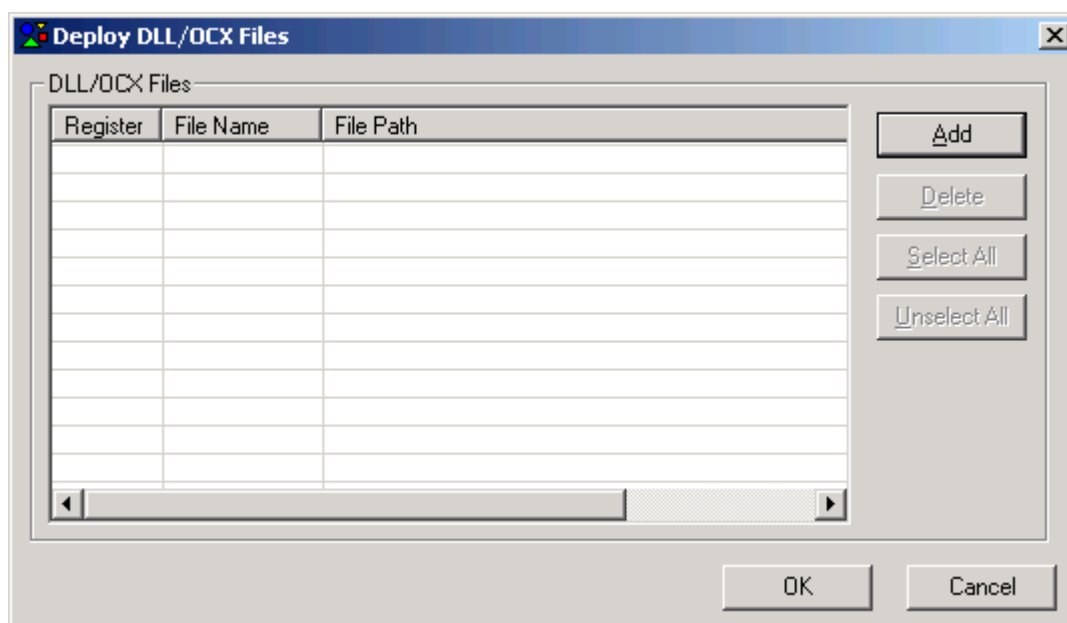 Deploy DLL/OCX Files
DLL/OCX Files
Register File Name File Path
Add
Delete
Select All
Unselect All
OK Cancel